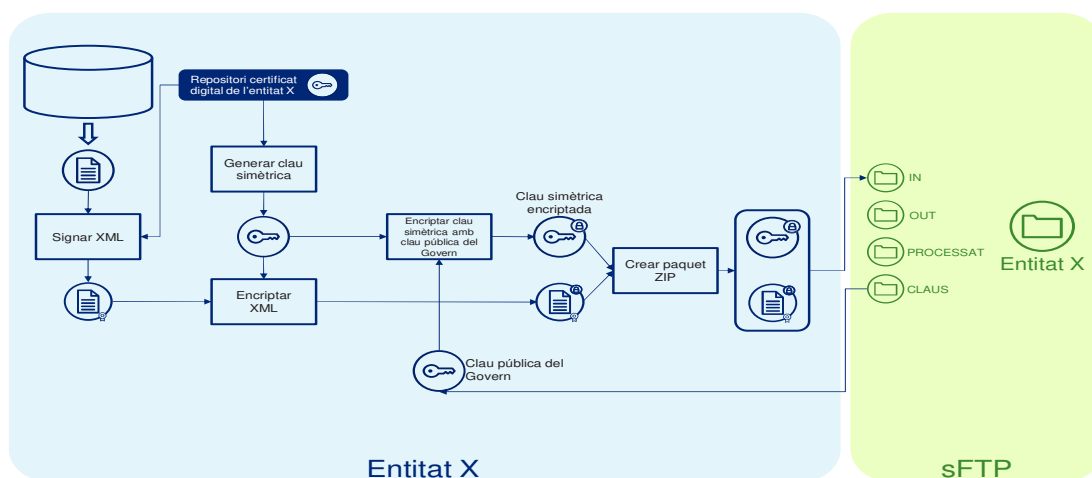 Repositori certificat
digital de l'entitat X
Generar clau
simètrica
Signar XML
Encriptar clau
simètrica amb
clau pública del
Govern
Clau simètrica
encriptada
Crear paquet
ZIP
Encriptar
XML
Clau pública del
Govern
IN
OUT
PROCESSAT
CLAUS
Entitat X
Entitat X
sFTP